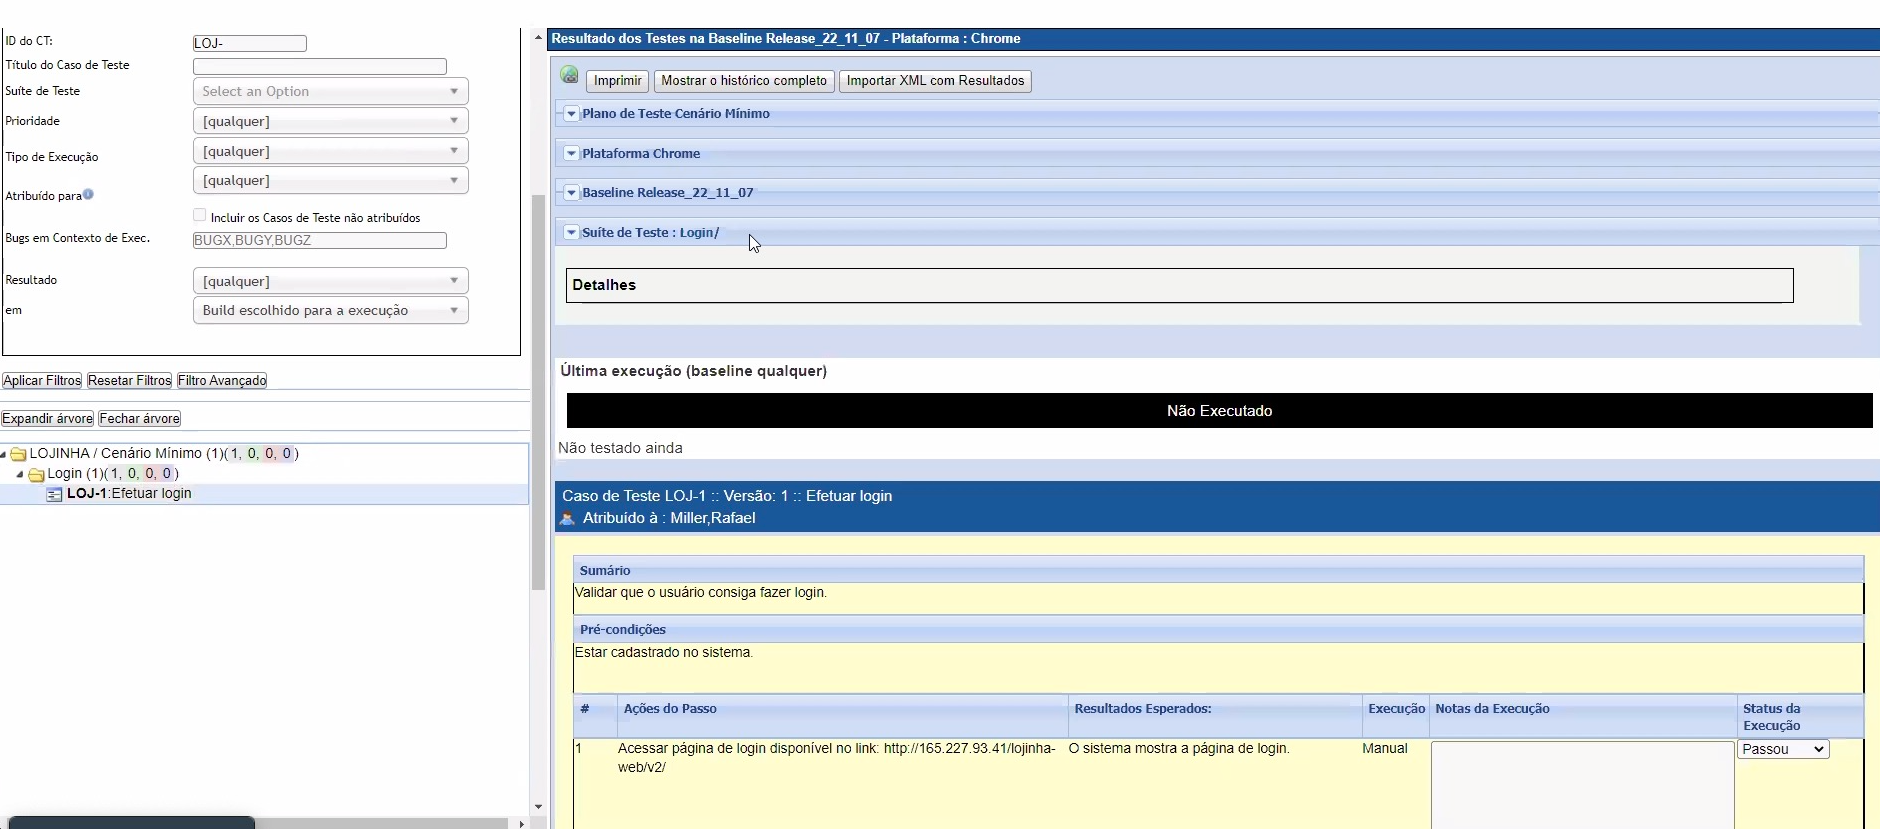 ID do CT:
LOJ-
Título do Caso de Teste
Suíte de Teste
Select an Option
Prioridade
[qualquer]
Tipo de Execução
[qualquer]
[qualquer]
Atribuído para
Incluir os Casos de Teste não atribuídos
Bugs em Contexto de Exec.
BUGX,BUGY,BUGZ
Resultado
[qualquer]
em
Build escolhido para a execução
Aplicar Filtros
Resetar Filtros
Filtro Avançado
Expandir árvore
Fechar árvore
LOJINHA / Cenário Mínimo (1)( 1, 0, 0, 0 )
Login (1)( 1, 0, 0, 0 )
LOJ-1:Efetuar login
Resultado dos Testes na Baseline Release_22_11_07 - Plataforma : Chrome
Imprimir
Mostrar o histórico completo
Importar XML com Resultados
Plano de Teste Cenário Mínimo
Plataforma Chrome
Baseline Release_22_11_07
Suíte de Teste : Login/
Detalhes
Última execução (baseline qualquer)
Não Executado
Não testado ainda
Caso de Teste LOJ-1 :: Versão: 1 :: Efetuar login
Atribuído à : Miller,Rafael
Sumário
Validar que o usuário consiga fazer login.
Pré-condições
Estar cadastrado no sistema.
# Ações do Passo Resultados Esperados: Execução Notas da Execução Status da
Execução
1 Acessar página de login disponível no link: http://165.227.93.41/lojinha- O sistema mostra a página de login. Manual Passou
web/v2/